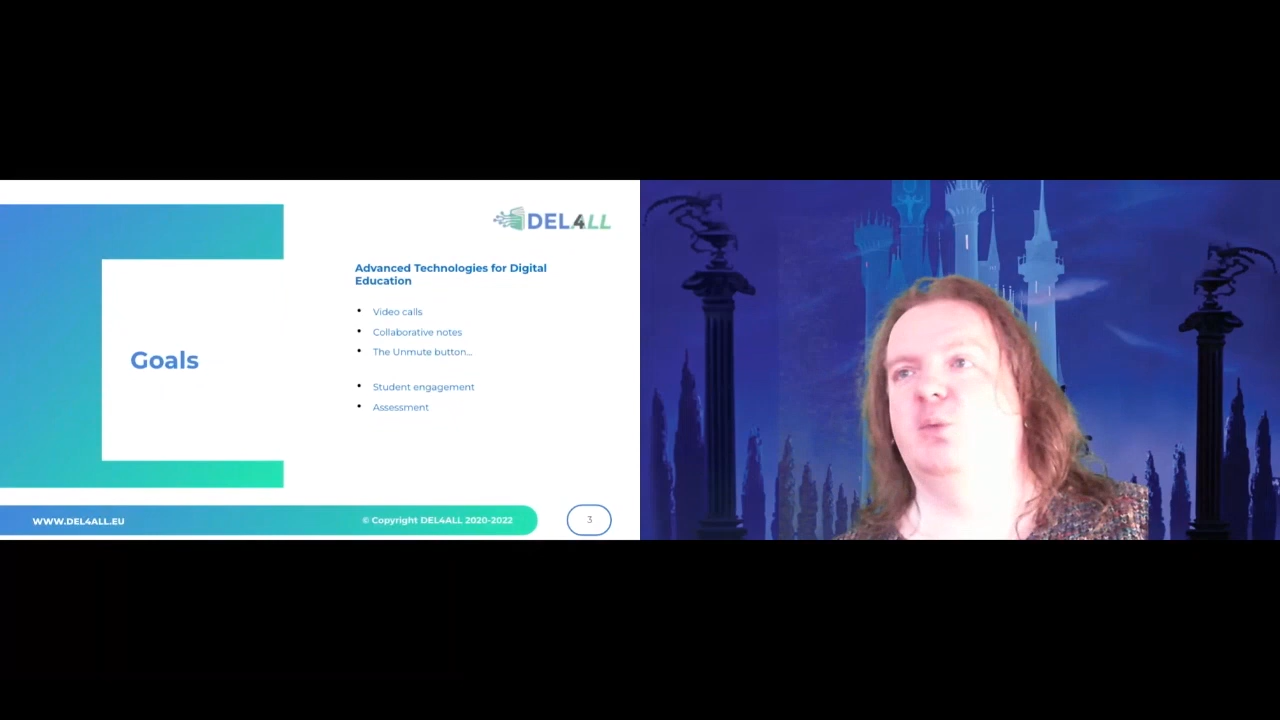 DEL4ALL
Advanced Technologies for Digital
Education
• Video calls
• Collaborative notes
• The Unmute button...
Goals
• Student engagement
• Assessment
WWW.DEL4ALL.EU
© Copyright DEL4ALL 2020-2022
3